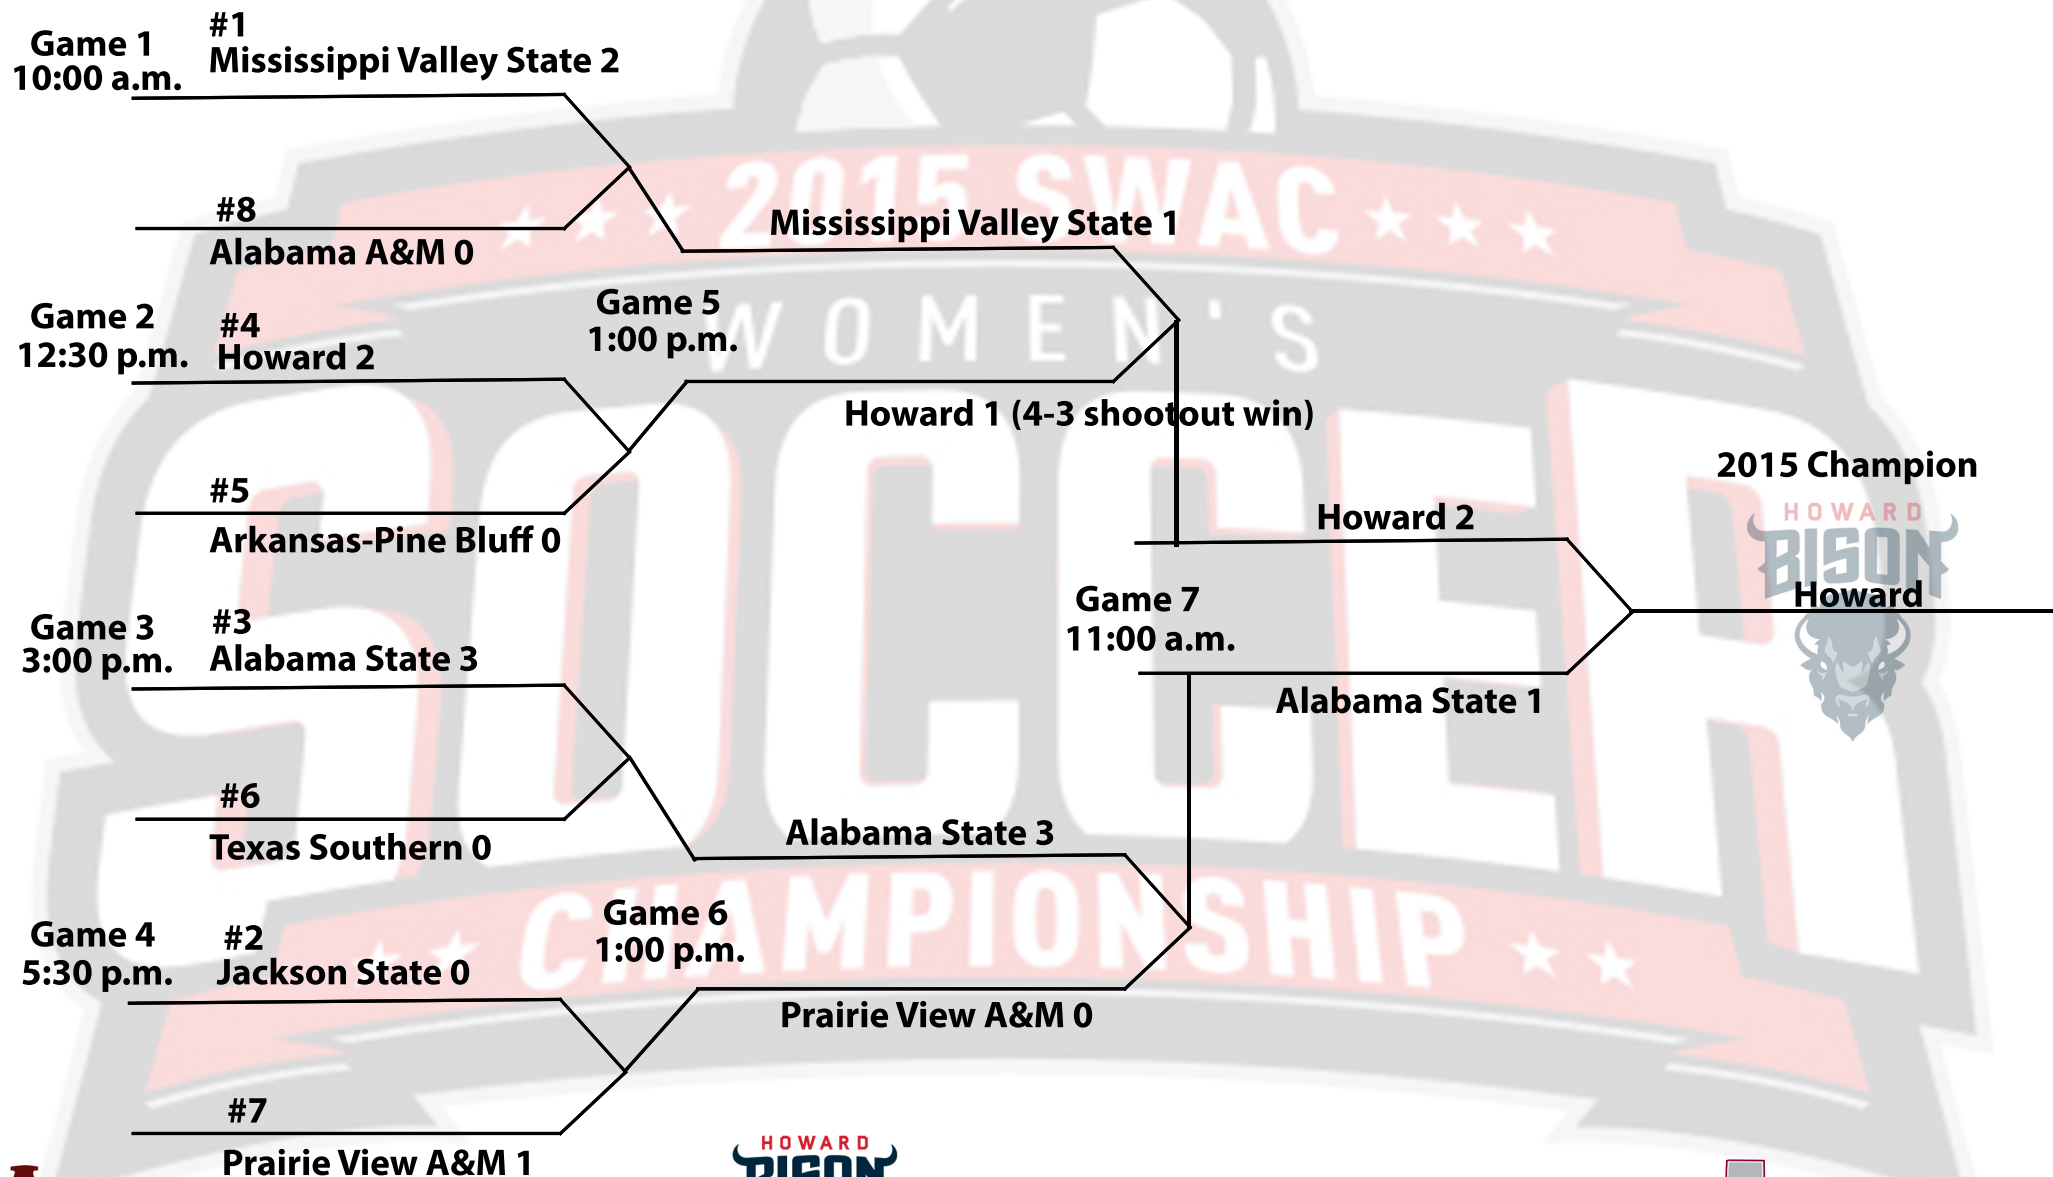 Game 1
10:00 a.m.
#1
Mississippi Valley State 2
#8
Alabama A&M 0
Game 2
12:30 p.m.
#4
Howard 2
#5
Arkansas-Pine Bluff 0
Game 3
3:00 p.m.
#3
Alabama State 3
#6
Texas Southern 0
Game 4
5:30 p.m.
#2
Jackson State 0
#7
Prairie View A&M 1
Mississippi Valley State 1
Game 5
1:00 p.m.
Howard 1 (4-3 shootout win)
Alabama State 3
Game 6
1:00 p.m.
Prairie View A&M 0
Howard 2
Game 7
11:00 a.m.
Alabama State 1
2015 Champion
HOWARD
BISON
Howard
2015 SWAC
WOMEN'S
SOCCER
CHAMPIONSHIP
HOWARD
BISON